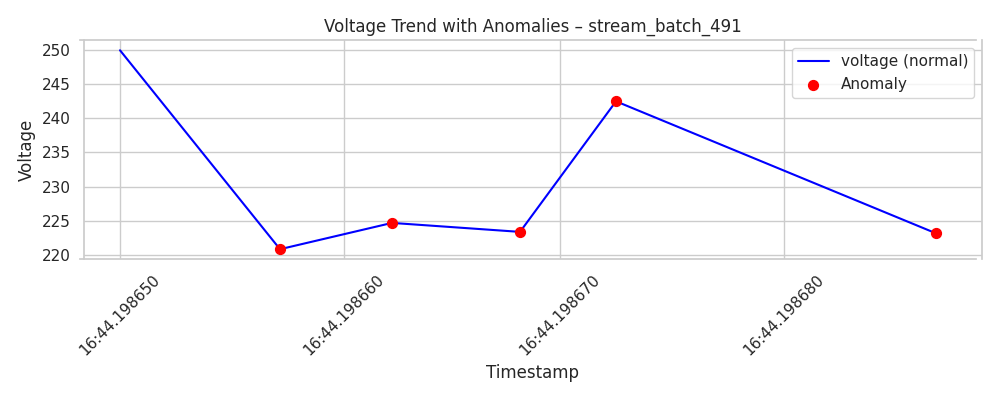 Voltage Trend with Anomalies – stream_batch_491
voltage (normal)
Anomaly
Voltage
250
245
240
235
230
225
220
16:44.198650
16:44.198660
16:44.198670
16:44.198680
Timestamp